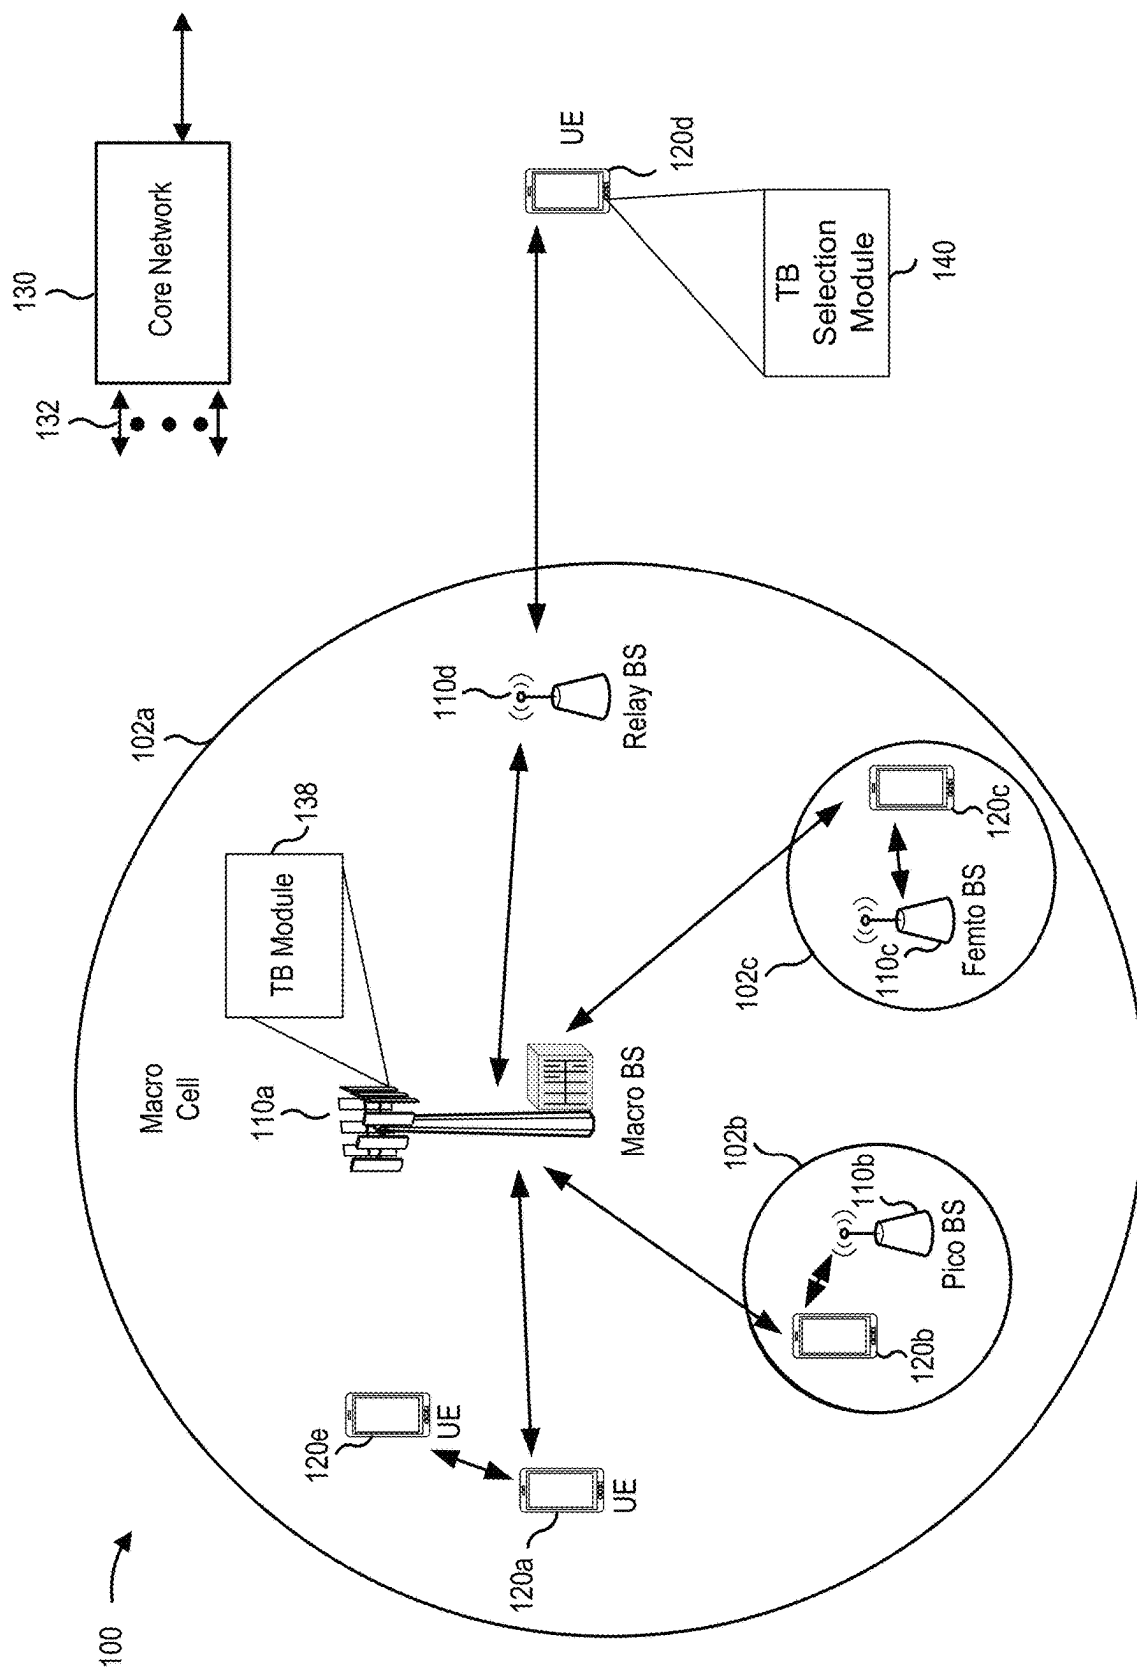 100
Macro
Cell
102a
130
Core Network
132
110a
TB Module
138
120e
UE
120a
UE
Macro BS
110d
Relay BS
UE
120d
TB
Selection
Module
140
102b
110b
Pico BS
120b
102c
110c
Femto BS
120c